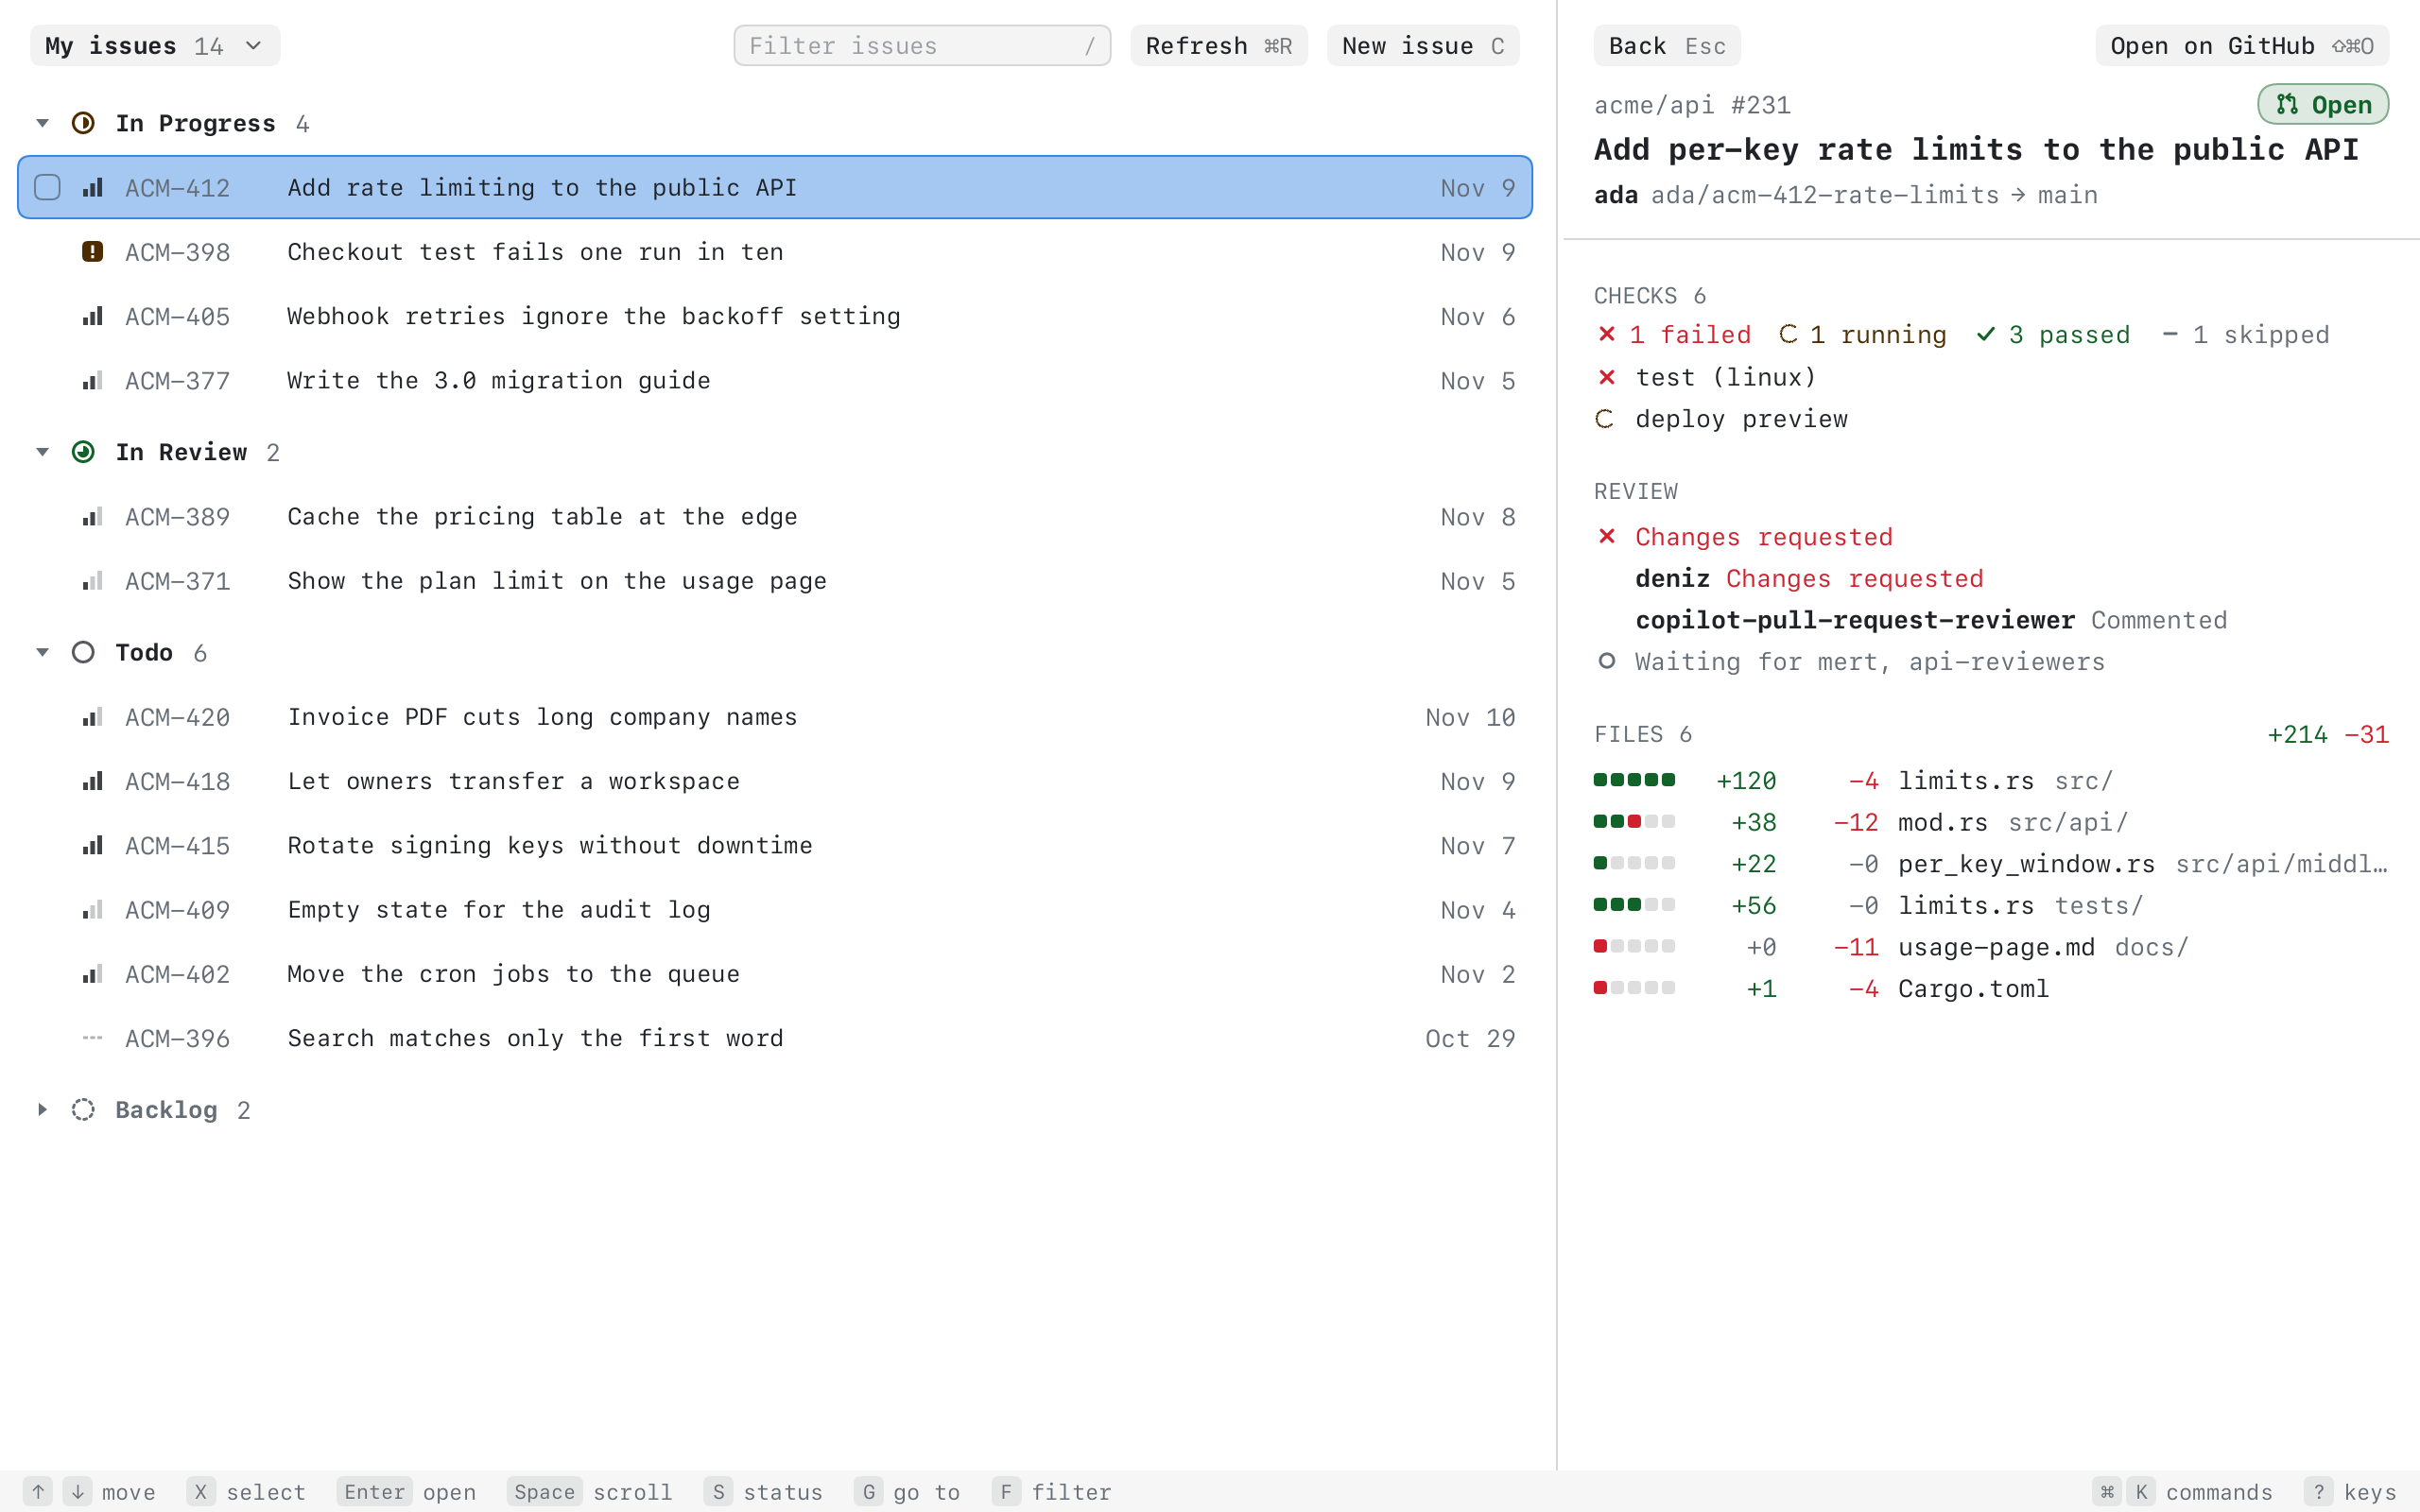 My issues 14
Filter issues /
Refresh ⌘R
New issue C
In Progress 4
ACM-412 Add rate limiting to the public API Nov 9
ACM-398 Checkout test fails one run in ten Nov 9
ACM-405 Webhook retries ignore the backoff setting Nov 6
ACM-377 Write the 3.0 migration guide Nov 5
In Review 2
ACM-389 Cache the pricing table at the edge Nov 8
ACM-371 Show the plan limit on the usage page Nov 5
Todo 6
ACM-420 Invoice PDF cuts long company names Nov 10
ACM-418 Let owners transfer a workspace Nov 9
ACM-415 Rotate signing keys without downtime Nov 7
ACM-409 Empty state for the audit log Nov 4
ACM-402 Move the cron jobs to the queue Nov 2
ACM-396 Search matches only the first word Oct 29
Backlog 2
Back Esc
Open on GitHub ⇧⌘O
acme/api #231 Open
Add per-key rate limits to the public API
ada ada/acm-412-rate-limits → main
CHECKS 6
1 failed 1 running 3 passed 1 skipped
test (linux)
deploy preview
REVIEW
Changes requested
deniz Changes requested
copilot-pull-request-reviewer Commented
Waiting for mert, api-reviewers
FILES 6 +214 −31
+120 −4 limits.rs src/
+38 −12 mod.rs src/api/
+22 −0 per_key_window.rs src/api/middl…
+56 −0 limits.rs tests/
+0 −11 usage-page.md docs/
+1 −4 Cargo.toml
↑ ↓ move X select Enter open Space scroll S status G go to F filter ⌘ K commands ? keys